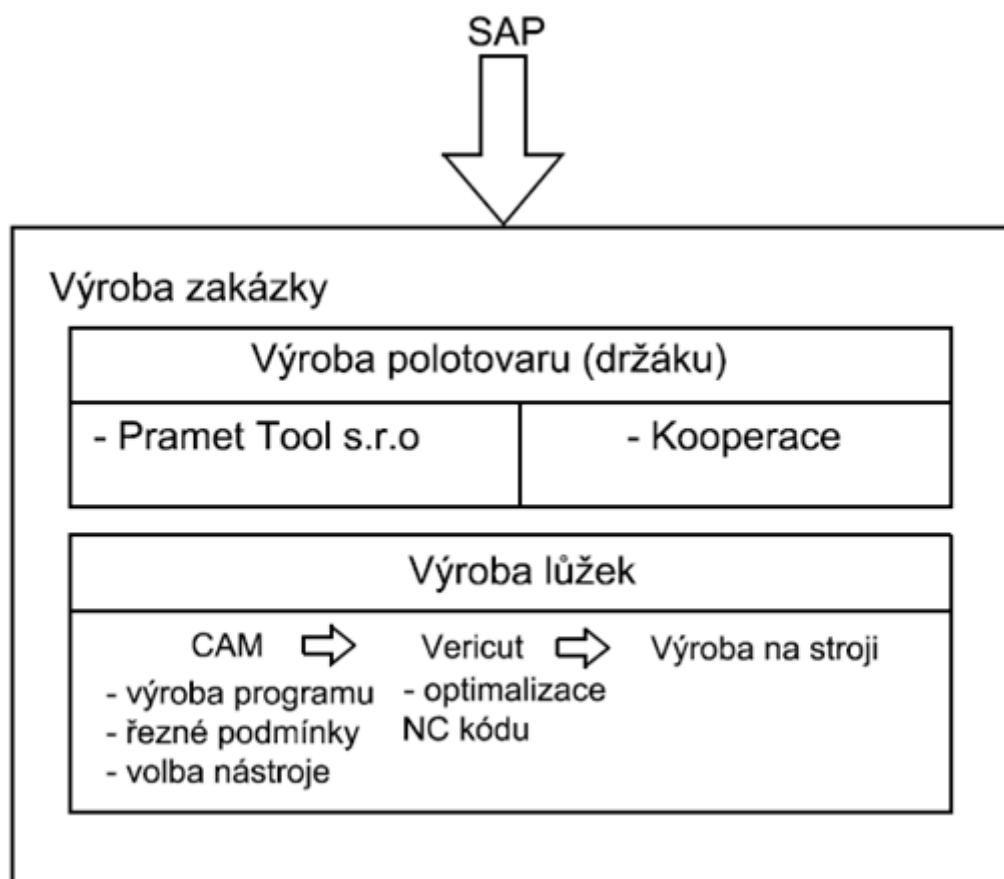 SAP
Výroba zakázky
Výroba polotovaru (držáku)
- Pramet Tool s.r.o
- Kooperace
Výroba lůžek
CAM
Vericut
Výroba na stroji
- výroba programu
- řezné podmínky
- volba nástroje
- optimalizace
NC kódu